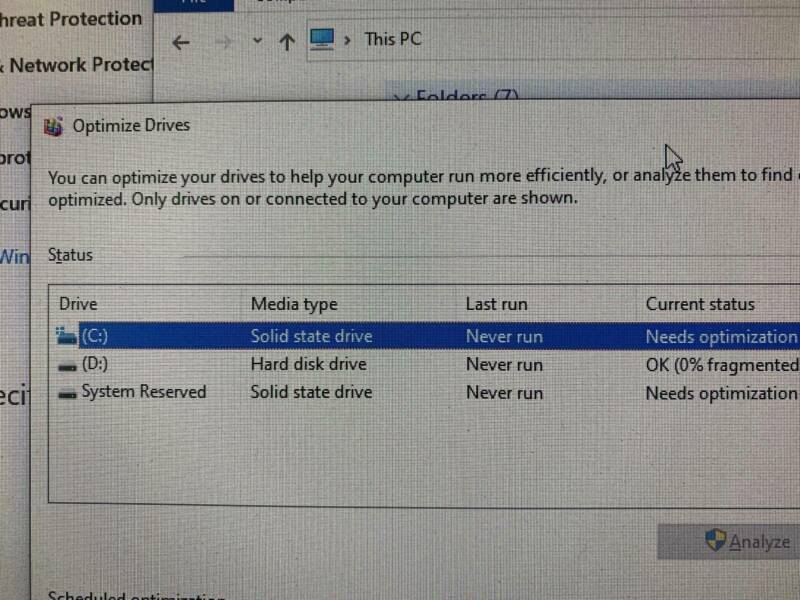 hreat Protection
This PC
& Network Protect
Folders (7)
ows
Optimize Drives
prot
You can optimize your drives to help your computer run more efficiently, or analyze them to find
curi
optimized. Only drives on or connected to your computer are shown.
Win
Status
Drive Media type Last run Current status
(C:) Solid state drive Never run Needs optimization
(D:) Hard disk drive Never run OK (0% fragmented
System Reserved Solid state drive Never run Needs optimization
ecif
Analyze
Scheduled optimization